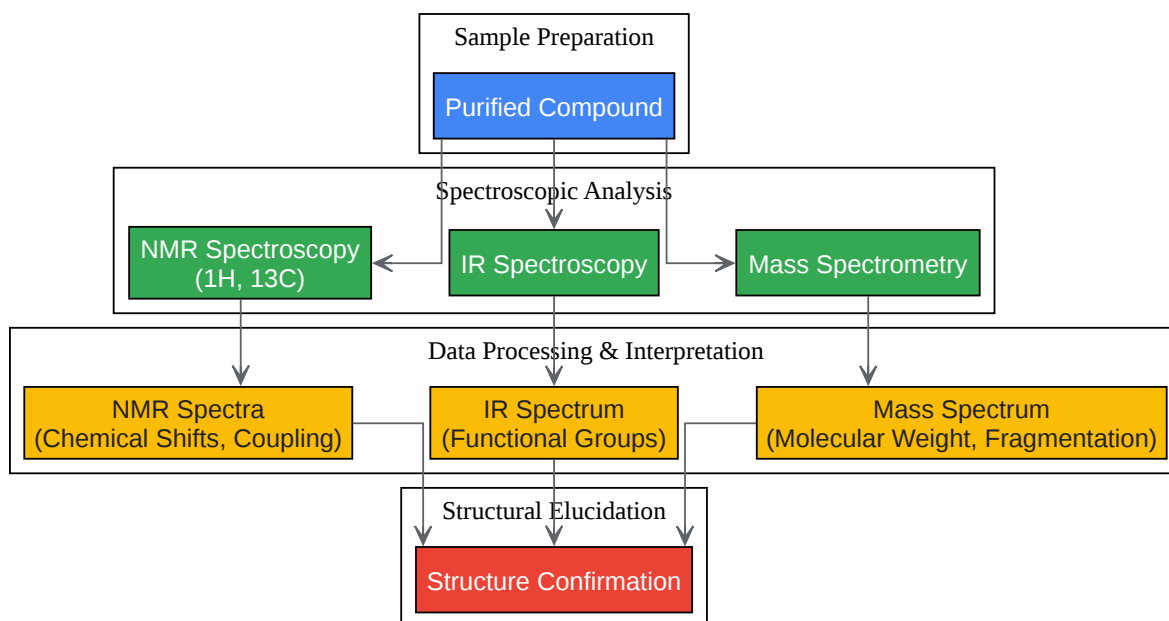 Sample Preparation
Purified Compound
Spectroscopic Analysis
NMR Spectroscopy
(1H, 13C)
IR Spectroscopy
Mass Spectrometry
Data Processing & Interpretation
NMR Spectra
(Chemical Shifts, Coupling)
IR Spectrum
(Functional Groups)
Mass Spectrum
(Molecular Weight, Fragmentation)
Structural Elucidation
Structure Confirmation